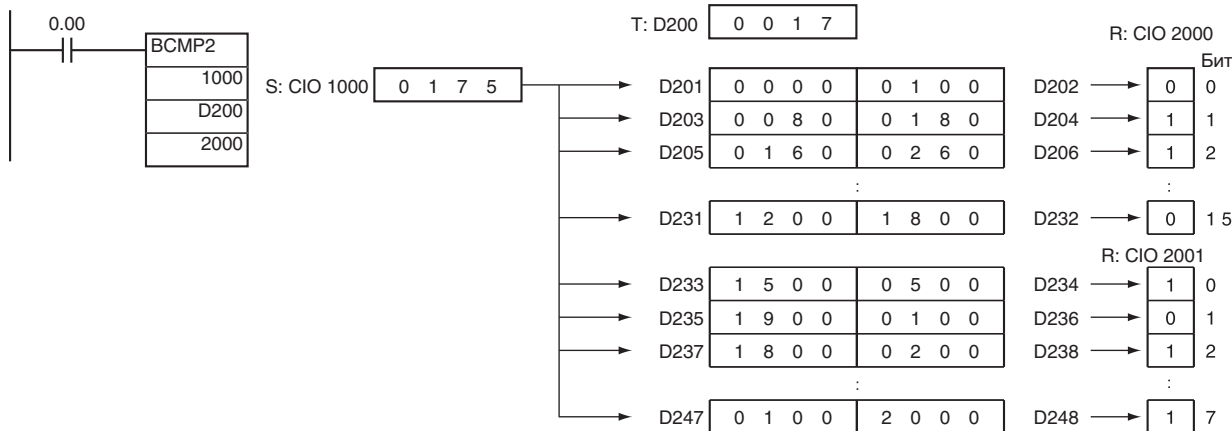 0.00
BCMP2
1000
D200
2000
T: D200 0 0 1 7
R: CIO 2000
Бит
S: CIO 1000 0 1 7 5
D201 0 0 0 0 0 1 0 0 D202 0 0
D203 0 0 8 0 0 1 8 0 D204 1 1
D205 0 1 6 0 0 2 6 0 D206 1 2
: :
D231 1 2 0 0 1 8 0 0 D232 0 1 5
R: CIO 2001
D233 1 5 0 0 0 5 0 0 D234 1 0
D235 1 9 0 0 0 1 0 0 D236 0 1
D237 1 8 0 0 0 2 0 0 D238 1 2
: :
D247 0 1 0 0 2 0 0 0 D248 1 7